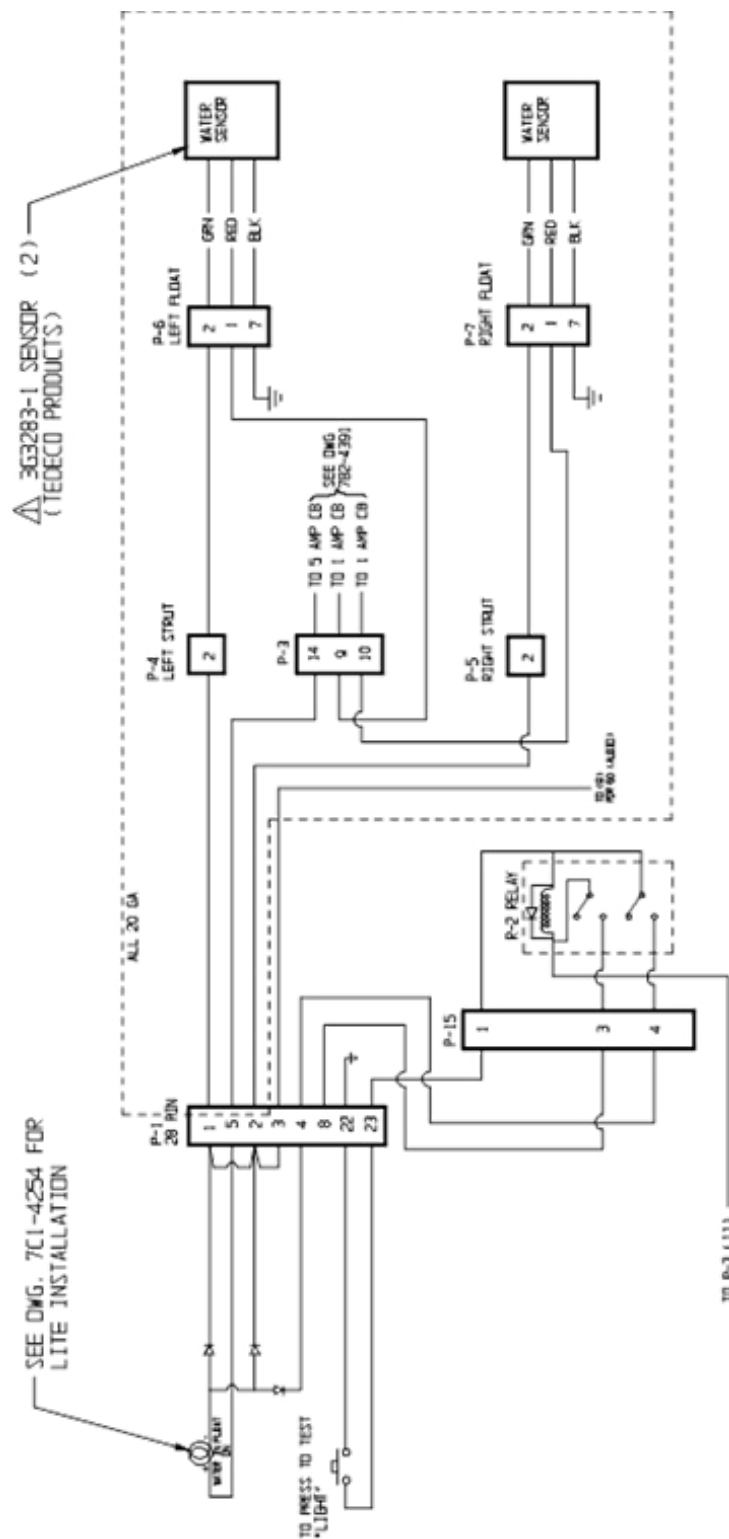 ⚠ 3G3283-1 SENSOR (2)
(TEDECO PRODUCTS)
WATER
SENSOR
GRN
RED
BLK
P-6
LEFT FLOAT
2
1
7
WATER
SENSOR
GRN
RED
BLK
P-7
RIGHT FLOAT
2
1
7
SEE DWG
7B2-4391
TO 5 AMP CB
TO 1 AMP CB
TO 1 AMP CB
P-4
LEFT STRUT
2
P-3
14
9
10
P-5
RIGHT STRUT
2
ALL 20 GA
R-2 RELAY
P-15
1
3
4
P-1
28 PIN
1
5
2
3
4
8
22
23
SEE DWG. 7C1-4254 FOR
LITE INSTALLATION
TO PRESS TO TEST
"LIGHT"